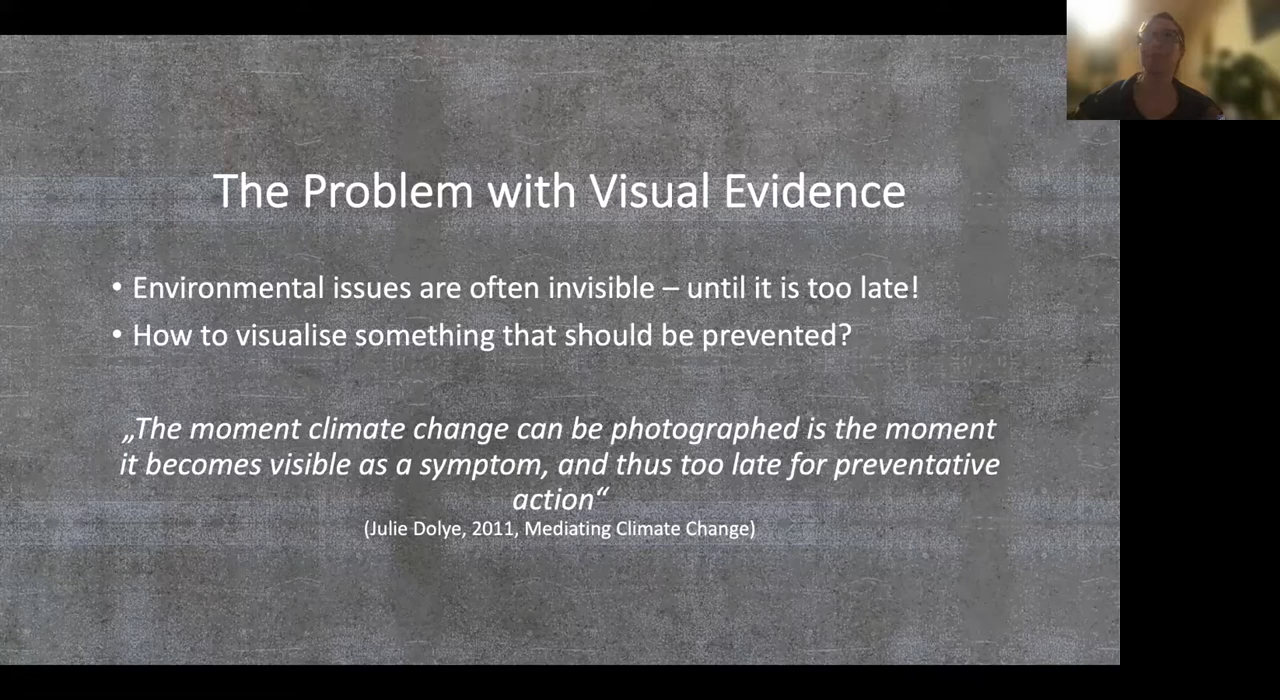 The Problem with Visual Evidence
• Environmental issues are often invisible – until it is too late!
• How to visualise something that should be prevented?
„The moment climate change can be photographed is the moment
it becomes visible as a symptom, and thus too late for preventative
action“
(Julie Dolye, 2011, Mediating Climate Change)